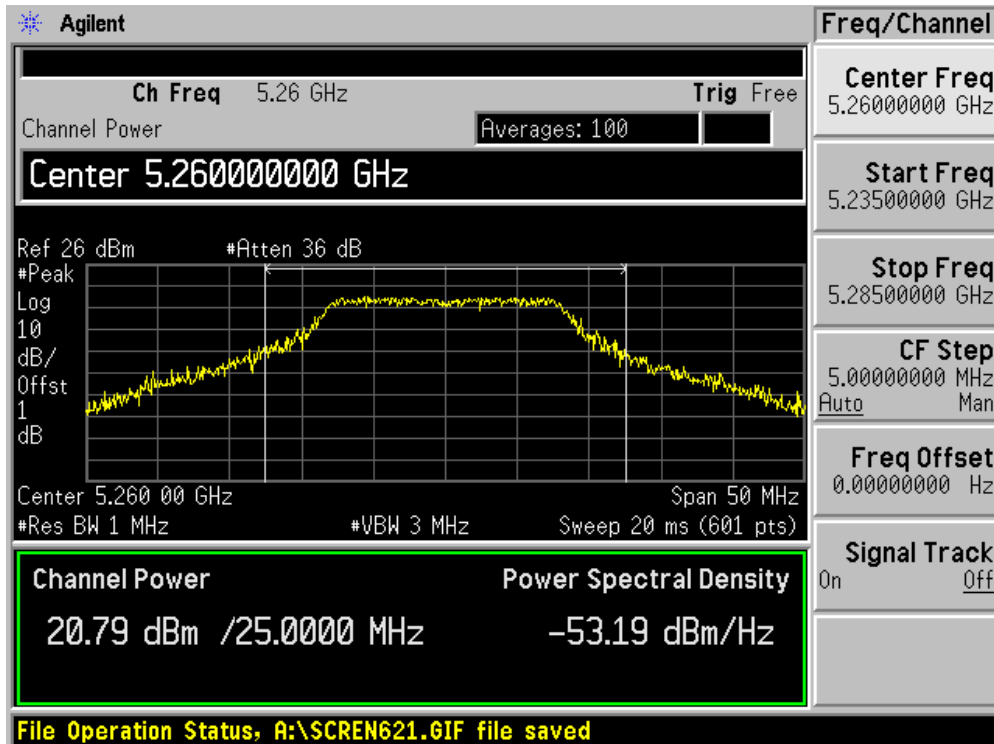 Agilent
Freq/Channel
Ch Freq 5.26 GHz Trig Free
Channel Power Averages: 100
Center 5.260000000 GHz
Ref 26 dBm #Atten 36 dB
#Peak
Log
10
dB/
Offst
1
dB
Center 5.260 00 GHz Span 50 MHz
#Res BW 1 MHz #VBW 3 MHz Sweep 20 ms (601 pts)
Channel Power Power Spectral Density
20.79 dBm /25.0000 MHz -53.19 dBm/Hz
File Operation Status, A:\SCREN621.GIF file saved
Center Freq
5.26000000 GHz
Start Freq
5.23500000 GHz
Stop Freq
5.28500000 GHz
CF Step
5.00000000 MHz
Auto Man
Freq Offset
0.00000000 Hz
Signal Track
On Off